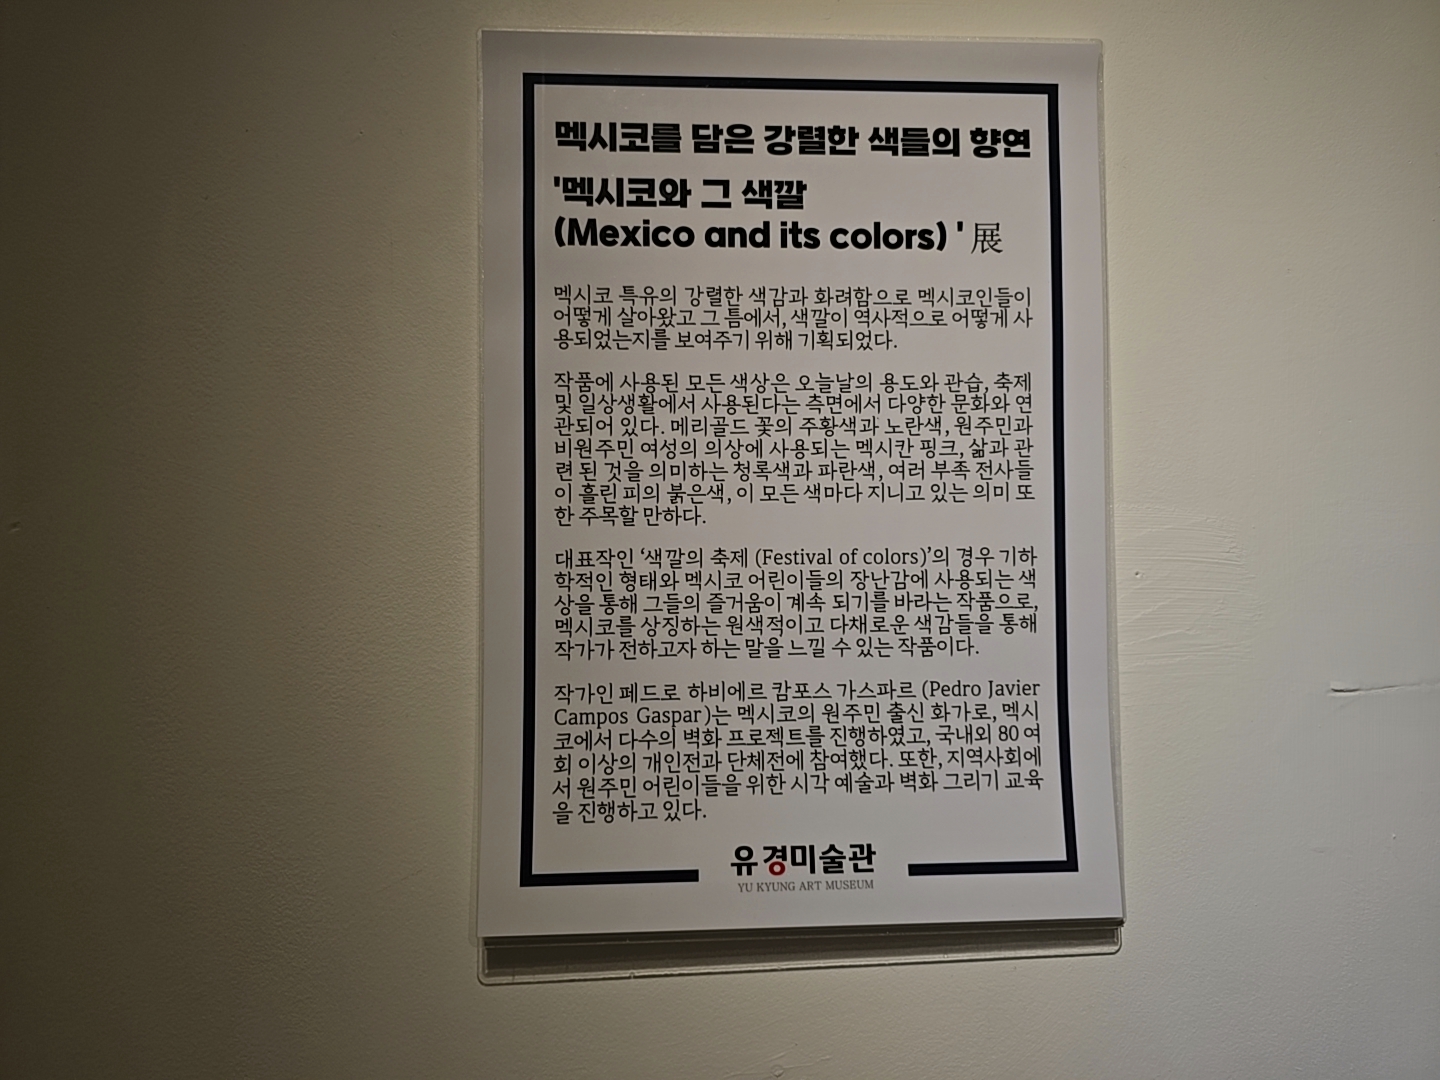 멕시코를 담은 강렬한 색들의 향연
'멕시코와 그 색깔
(Mexico and its colors) ' 展
멕시코 특유의 강렬한 색감과 화려함으로 멕시코인들이
어떻게 살아왔고 그 틈에서, 색깔이 역사적으로 어떻게 사
용되었는지를 보여주기 위해 기획되었다.
작품에 사용된 모든 색상은 오늘날의 용도와 관습, 축제
및 일상생활에서 사용된다는 측면에서 다양한 문화와 연
관되어 있다. 메리골드 꽃의 주황색과 노란색, 원주민과
비원주민 여성의 의상에 사용되는 멕시칸 핑크, 삶과 관
련 된 것을 의미하는 청록색과 파란색, 여러 부족 전사들
이 흘린 피의 붉은색, 이 모든 색마다 지니고 있는 의미 또
한 주목할 만하다.
대표작인 ‘색깔의 축제 (Festival of colors)’의 경우 기하
학적인 형태와 멕시코 어린이들의 장난감에 사용되는 색
상을 통해 그들의 즐거움이 계속 되기를 바라는 작품으로,
멕시코를 상징하는 원색적이고 다채로운 색감들을 통해
작가가 전하고자 하는 말을 느낄 수 있는 작품이다.
작가인 페드로 하비에르 캄포스 가스파르 (Pedro Javier
Campos Gaspar)는 멕시코의 원주민 출신 화가로, 멕시
코에서 다수의 벽화 프로젝트를 진행하였고, 국내외 80 여
회 이상의 개인전과 단체전에 참여했다. 또한, 지역사회에
서 원주민 어린이들을 위한 시각 예술과 벽화 그리기 교육
을 진행하고 있다.
유경미술관
YU KYUNG ART MUSEUM